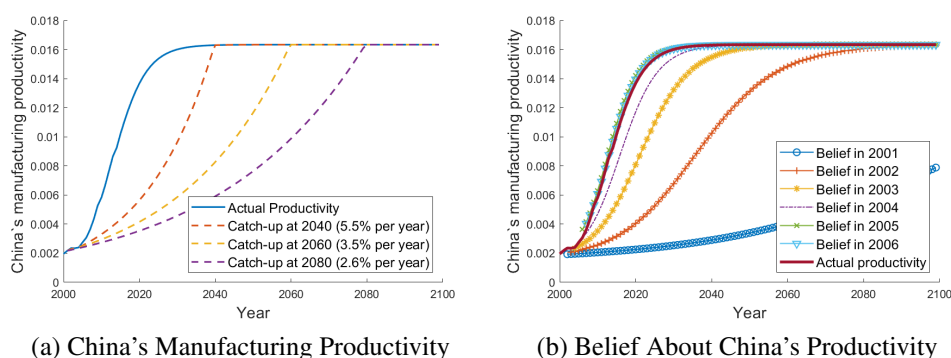 China's manufacturing productivity
0.018
0.016
0.014
0.012
0.01
0.008
0.006
0.004
0.002
0
Actual Productivity
Catch-up at 2040 (5.5% per year)
Catch-up at 2060 (3.5% per year)
Catch-up at 2080 (2.6% per year)
2000 2020 2040 2060 2080 2100
Year
(a) China's Manufacturing Productivity
China's manufacturing productivity
0.018
0.016
0.014
0.012
0.01
0.008
0.006
0.004
0.002
0
Belief in 2001
Belief in 2002
Belief in 2003
Belief in 2004
Belief in 2005
Belief in 2006
Actual productivity
2000 2020 2040 2060 2080 2100
Year
(b) Belief About China's Productivity